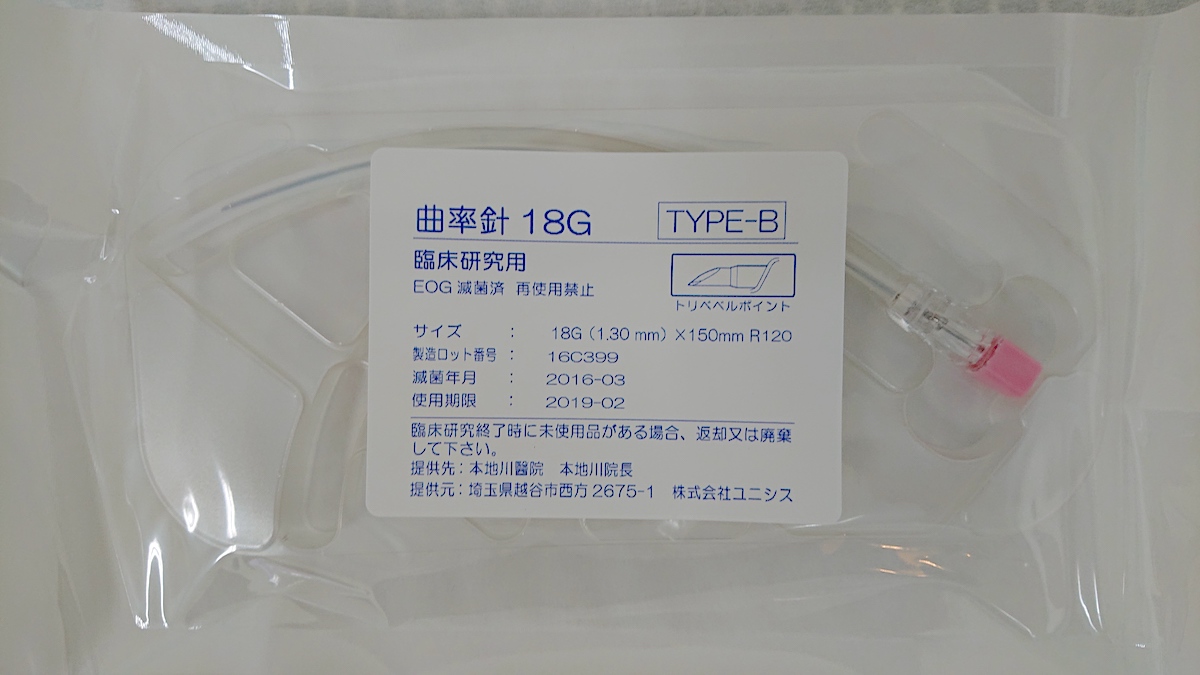 曲率針 18G TYPE-B
臨床研究用
EOG 滅菌済 再使用禁止
トリベベルポイント
サイズ : 18G (1.30 mm) ×150mm R120
製造ロット番号 : 16C399
滅菌年月 : 2016-03
使用期限 : 2019-02
臨床研究終了時に未使用品がある場合、返却又は廃棄
して下さい。
提供先:本地川醫院 本地川院長
提供元:埼玉県越谷市西方2675-1 株式会社ユニシス